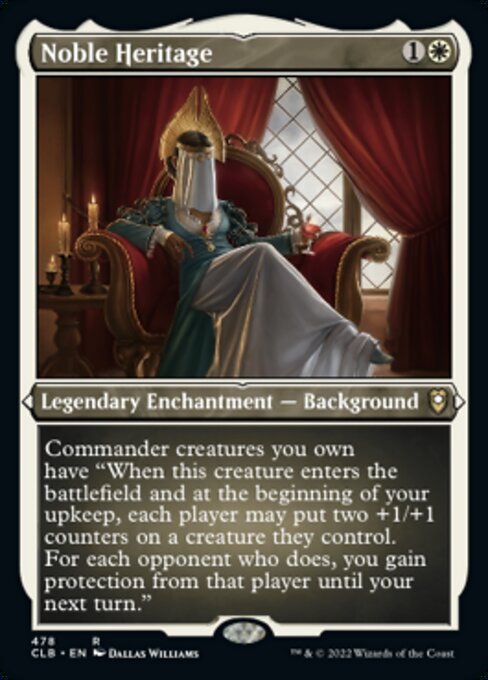 Noble Heritage 1
Legendary Enchantment — Background
Commander creatures you own
have “When this creature enters the
battlefield and at the beginning of your
upkeep, each player may put two +1/+1
counters on a creature they control.
For each opponent who does, you gain
protection from that player until your
next turn.”
478 R
CLB • EN Dallas Williams
™ & © 2022 Wizards of the Coast